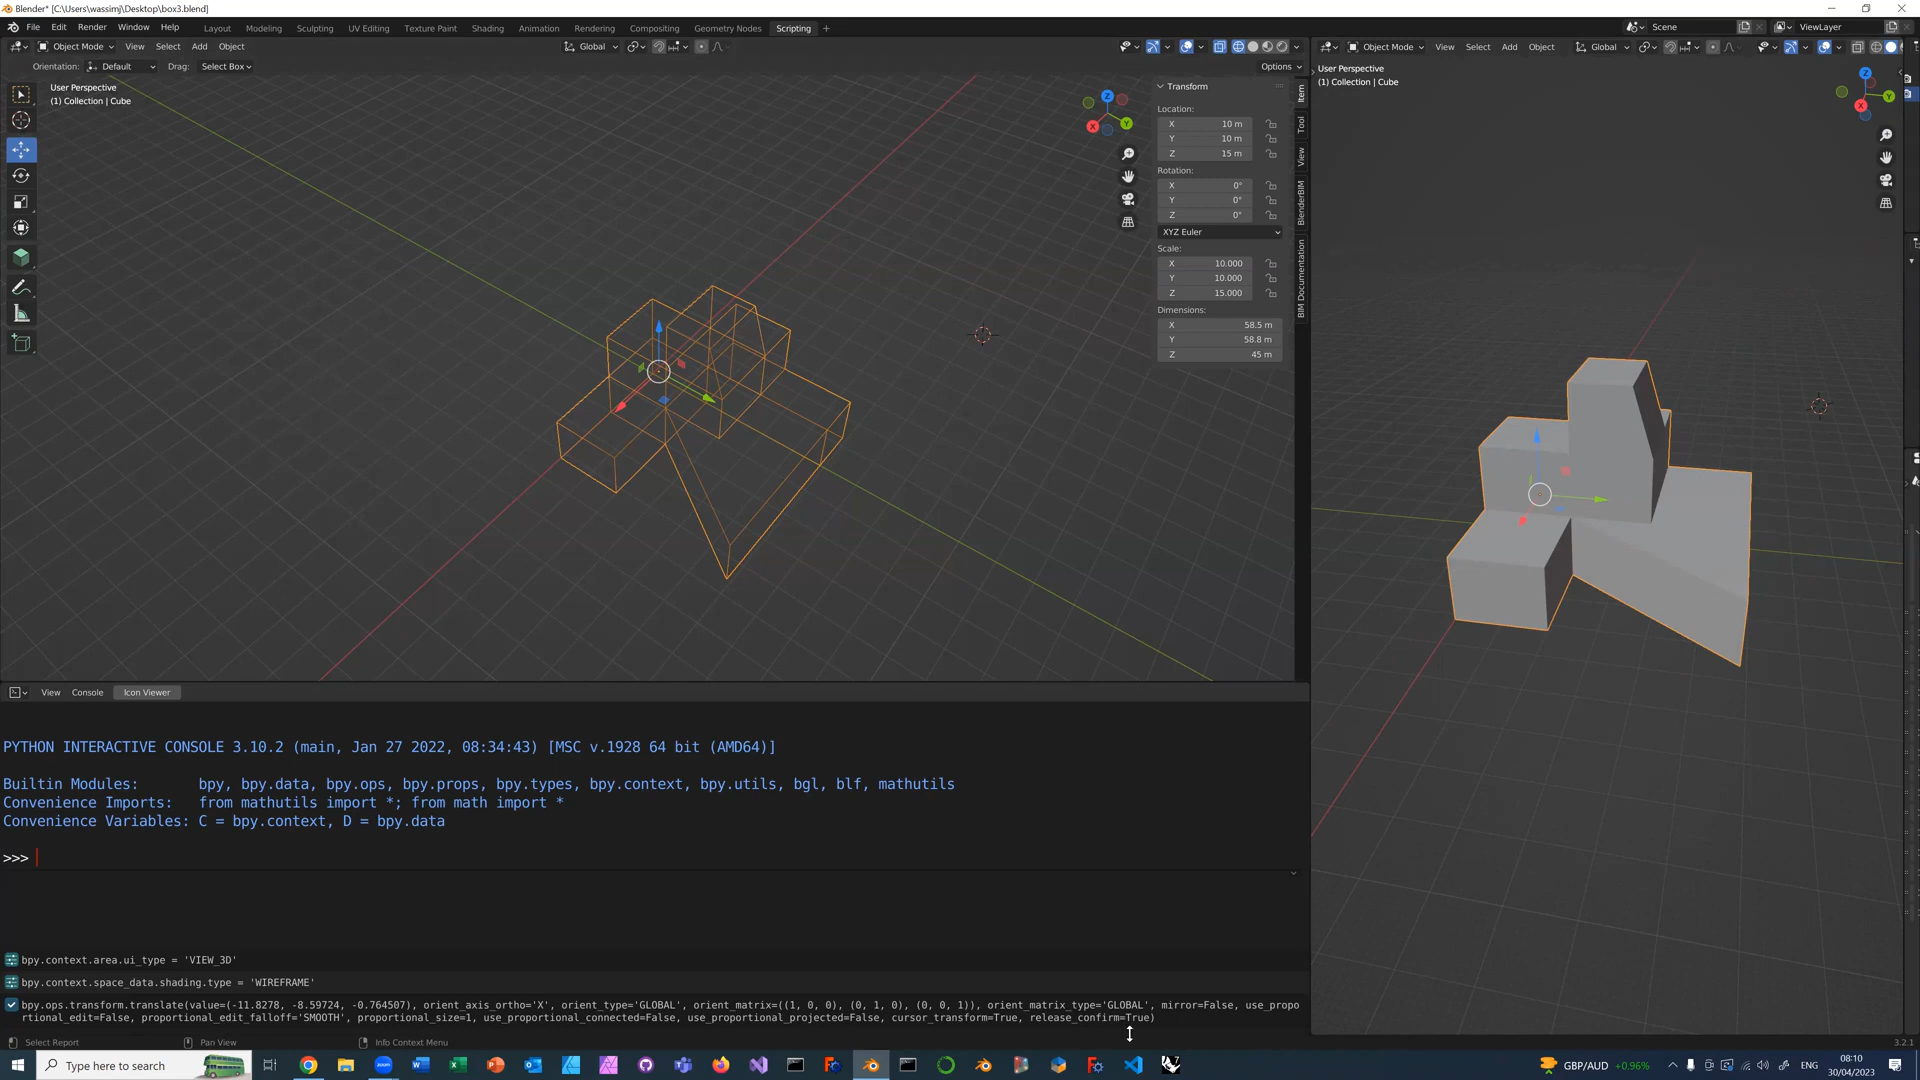 Blender* [C:\Users\wassimj\Desktop\box3.blend]
File Edit Render Window Help Layout Modeling Sculpting UV Editing Texture Paint Shading Animation Rendering Compositing Geometry Nodes Scripting + Scene ViewLayer
Object Mode View Select Add Object Global
Orientation: Default Drag: Select Box Options
User Perspective
(1) Collection | Cube
Z
Y
X
Transform
Location:
X 10 m
Y 10 m
Z 15 m
Rotation:
X 0°
Y 0°
Z 0°
XYZ Euler
Scale:
X 10.000
Y 10.000
Z 15.000
Dimensions:
X 58.5 m
Y 58.8 m
Z 45 m
Item
Tool
View
BlenderBIM
BIM Documentation
Object Mode View Select Add Object Global
User Perspective
(1) Collection | Cube
Z
Y
X
View Console Icon Viewer
PYTHON INTERACTIVE CONSOLE 3.10.2 (main, Jan 27 2022, 08:34:43) [MSC v.1928 64 bit (AMD64)]
Builtin Modules: bpy, bpy.data, bpy.ops, bpy.props, bpy.types, bpy.context, bpy.utils, bgl, blf, mathutils
Convenience Imports: from mathutils import *; from math import *
Convenience Variables: C = bpy.context, D = bpy.data
>>>
bpy.context.area.ui_type = 'VIEW_3D'
bpy.context.space_data.shading.type = 'WIREFRAME'
bpy.ops.transform.translate(value=(-11.8278, -8.59724, -0.764507), orient_axis_ortho='X', orient_type='GLOBAL', orient_matrix=((1, 0, 0), (0, 1, 0), (0, 0, 1)), orient_matrix_type='GLOBAL', mirror=False, use_propo
rtional_edit=False, proportional_edit_falloff='SMOOTH', proportional_size=1, use_proportional_connected=False, use_proportional_projected=False, cursor_transform=True, release_confirm=True)
Select Report Pan View Info Context Menu 3.2.1
Type here to search
GBP/AUD +0.96%
ENG
08:10
30/04/2023